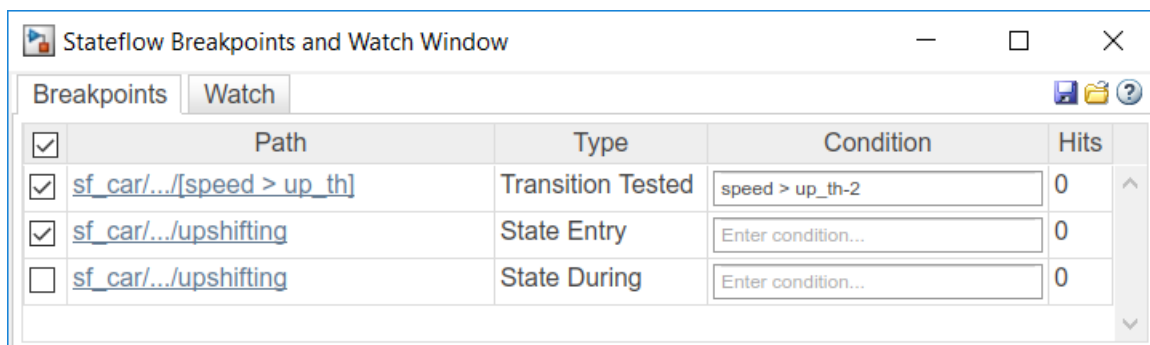 Stateflow Breakpoints and Watch Window
Breakpoints Watch
Path Type Condition Hits
sf_car/.../[speed > up_th] Transition Tested speed > up_th-2 0
sf_car/.../upshifting State Entry Enter condition... 0
sf_car/.../upshifting State During Enter condition... 0